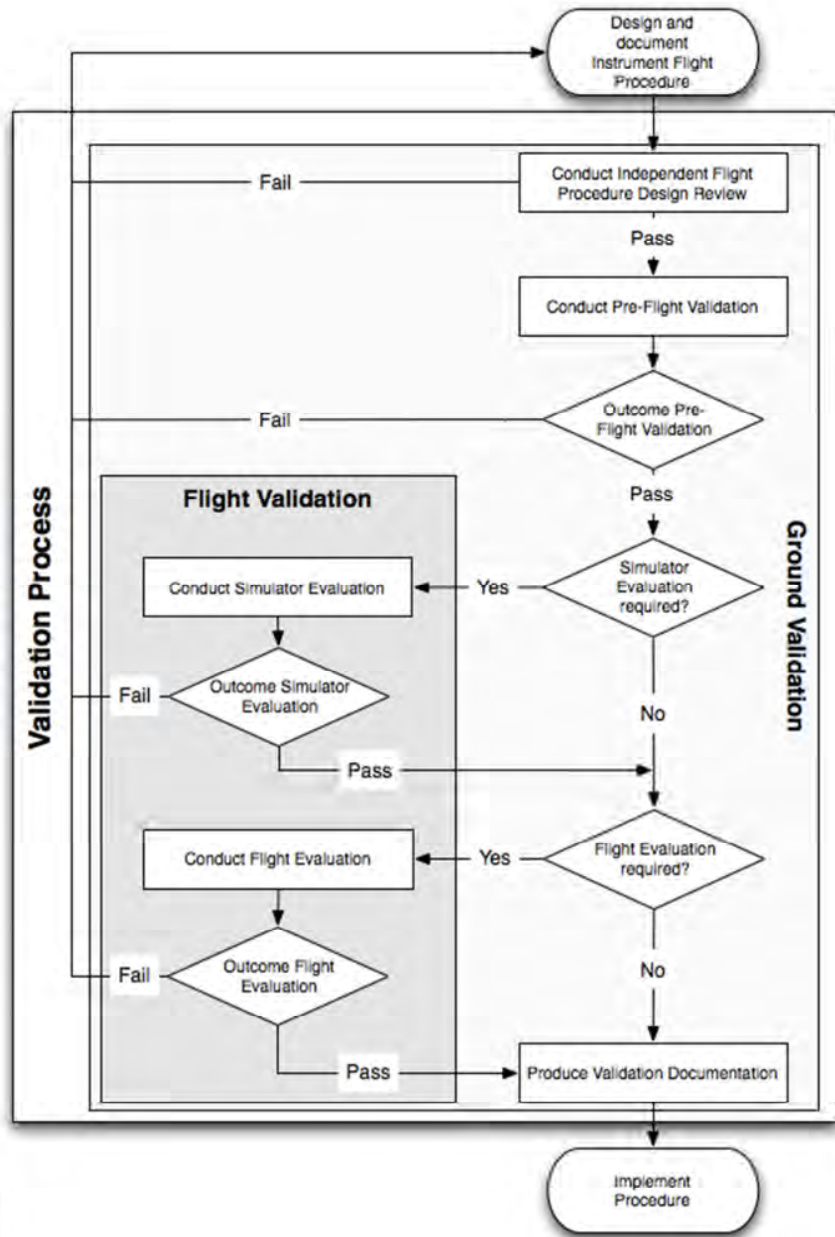 Design and
document
Instrument Flight
Procedure
Fail
Conduct Independent Flight
Procedure Design Review
Pass
Conduct Pre-Flight Validation
Fail
Outcome Pre-
Flight Validation
Pass
Flight Validation
Conduct Simulator Evaluation
Yes
Simulator
Evaluation
required?
Fail
Outcome Simulator
Evaluation
No
Pass
Conduct Flight Evaluation
Yes
Flight Evaluation
required?
Fail
Outcome Flight
Evaluation
No
Pass
Produce Validation Documentation
Implement
Procedure
Validation Process
Ground Validation